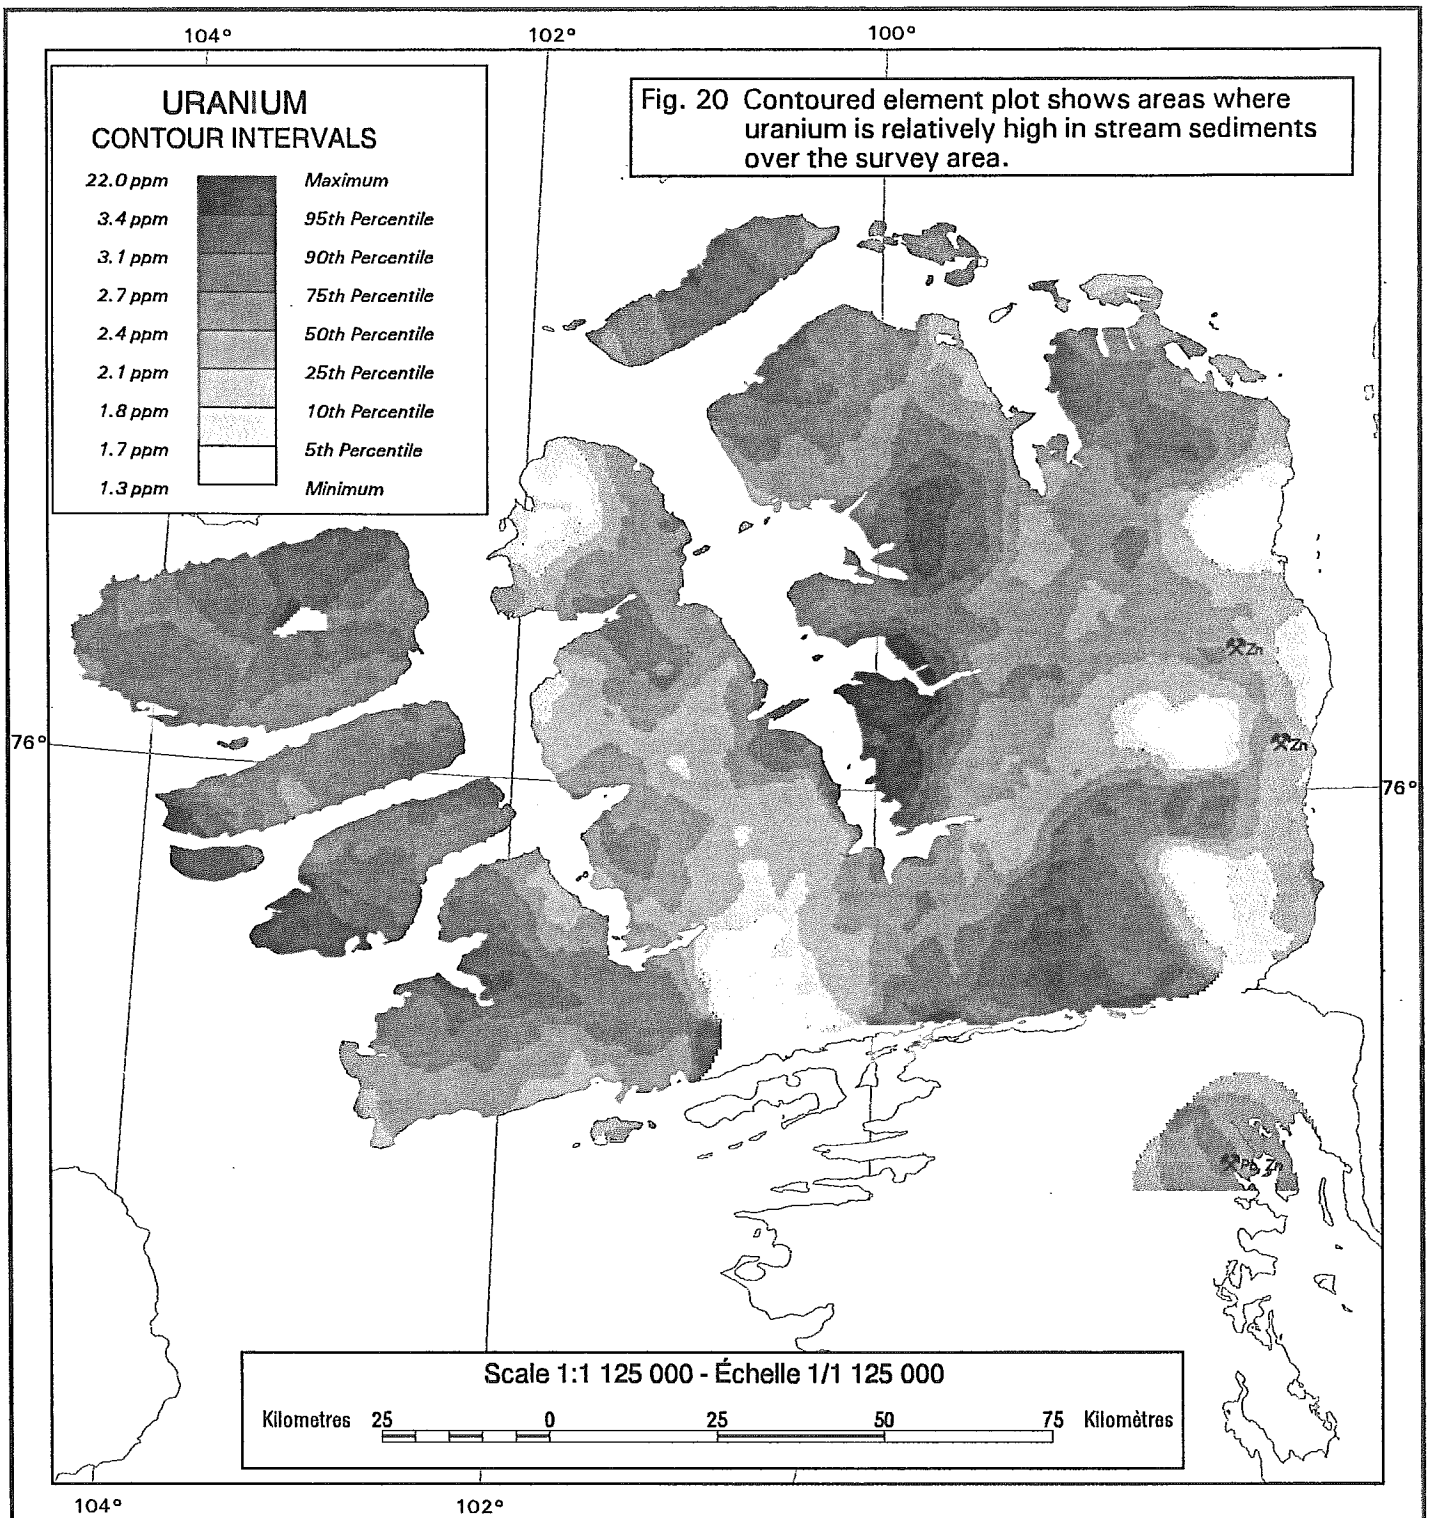 104° 102° 100°
URANIUM
CONTOUR INTERVALS
22.0 ppm Maximum
3.4 ppm 95th Percentile
3.1 ppm 90th Percentile
2.7 ppm 75th Percentile
2.4 ppm 50th Percentile
2.1 ppm 25th Percentile
1.8 ppm 10th Percentile
1.7 ppm 5th Percentile
1.3 ppm Minimum
Fig. 20 Contoured element plot shows areas where
uranium is relatively high in stream sediments
over the survey area.
Zn
76°
Zn
76°
Pb, Zn
Scale 1:1 125 000 - Échelle 1/1 125 000
Kilometres 25 0 25 50 75 Kilomètres
104° 102°